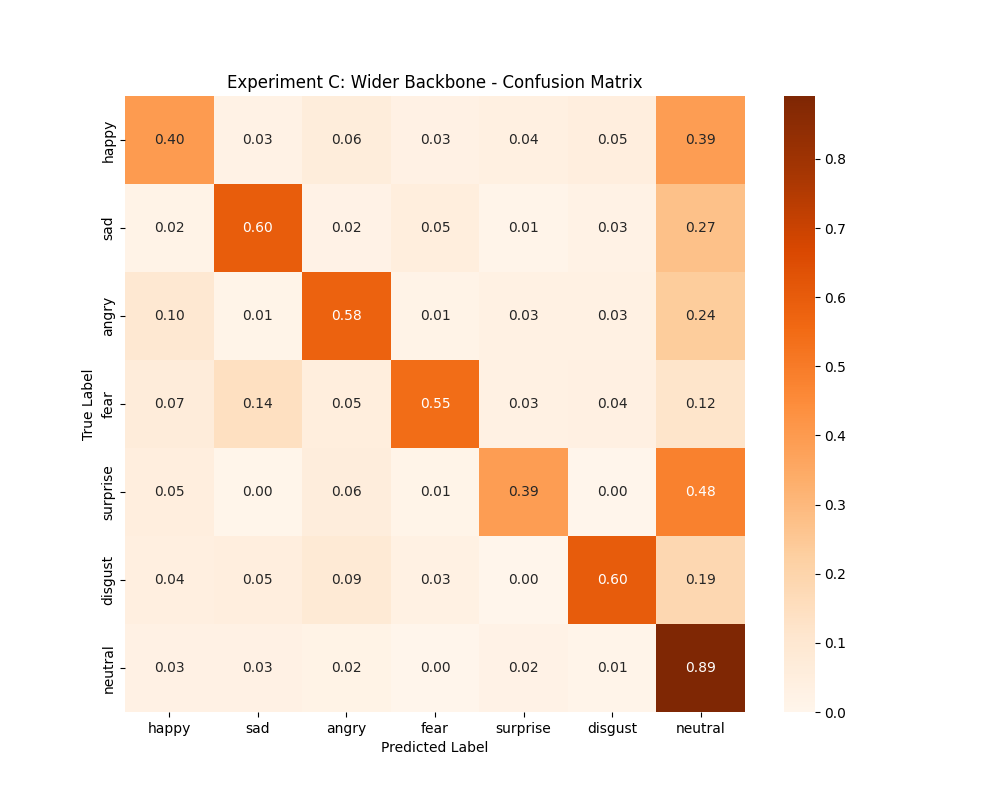 Experiment C: Wider Backbone - Confusion Matrix
True Label
happy 0.40 0.03 0.06 0.03 0.04 0.05 0.39
sad 0.02 0.60 0.02 0.05 0.01 0.03 0.27
angry 0.10 0.01 0.58 0.01 0.03 0.03 0.24
fear 0.07 0.14 0.05 0.55 0.03 0.04 0.12
surprise 0.05 0.00 0.06 0.01 0.39 0.00 0.48
disgust 0.04 0.05 0.09 0.03 0.00 0.60 0.19
neutral 0.03 0.03 0.02 0.00 0.02 0.01 0.89
happy sad angry fear surprise disgust neutral
Predicted Label
0.8
0.7
0.6
0.5
0.4
0.3
0.2
0.1
0.0